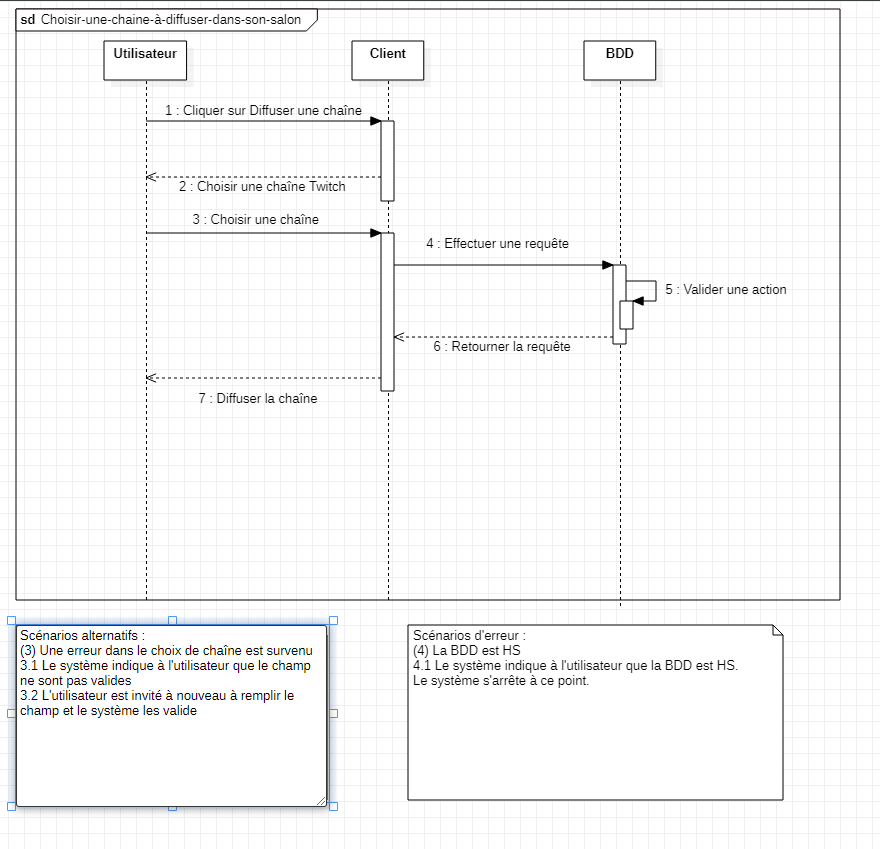 sd Choisir-une-chaine-à-diffuser-dans-son-salon
Utilisateur
Client
BDD
1 : Cliquer sur Diffuser une chaîne
2 : Choisir une chaîne Twitch
3 : Choisir une chaîne
4 : Effectuer une requête
5 : Valider une action
6 : Retourner la requête
7 : Diffuser la chaîne
Scénarios alternatifs :
(3) Une erreur dans le choix de chaîne est survenu
3.1 Le système indique à l'utilisateur que le champ
ne sont pas valides
3.2 L'utilisateur est invité à nouveau à remplir le
champ et le système les valide
Scénarios d'erreur :
(4) La BDD est HS
4.1 Le système indique à l'utilisateur que la BDD est HS.
Le système s'arrête à ce point.